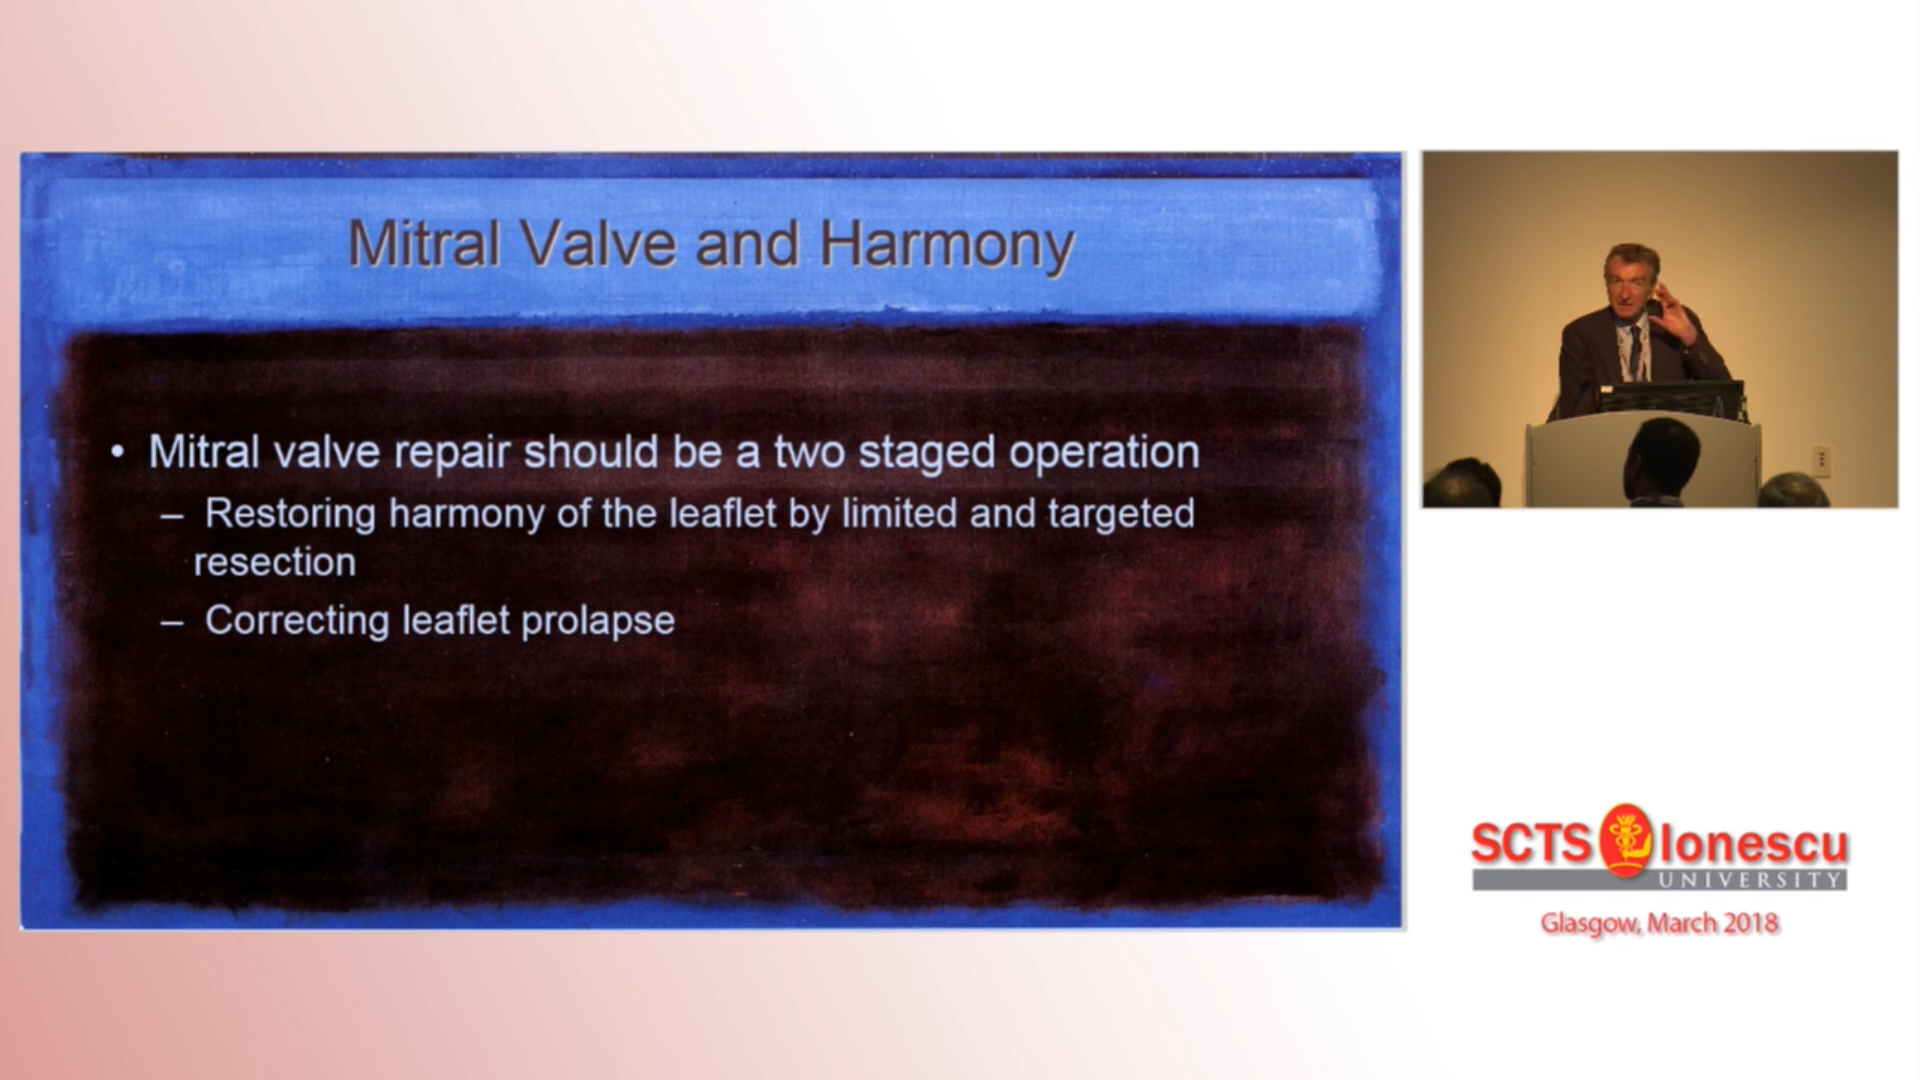 Mitral Valve and Harmony
• Mitral valve repair should be a two staged operation
– Restoring harmony of the leaflet by limited and targeted
resection
– Correcting leaflet prolapse
SCTS Ionescu
UNIVERSITY
Glasgow, March 2018